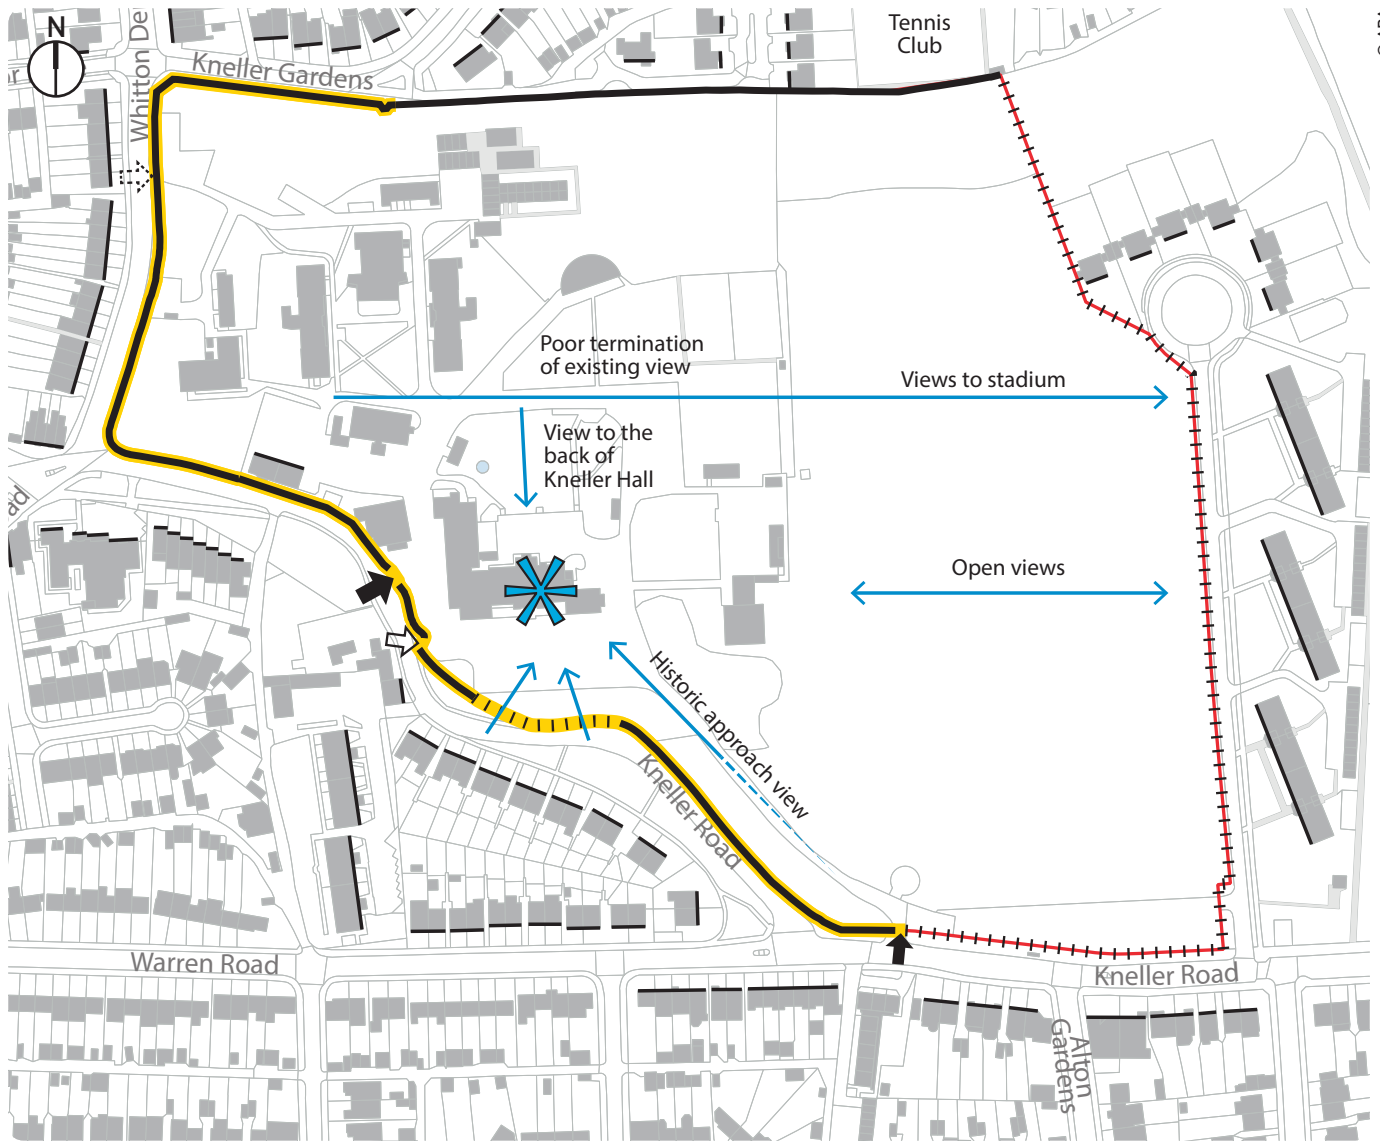 N
Tennis
Club
Kneller Gardens
Whitton De
Poor termination
of existing view
Views to stadium
View to the
back of
Kneller Hall
ad
Open views
Historic approach view
Kneller Road
Warren Road
Kneller Road
Alton
Gardens